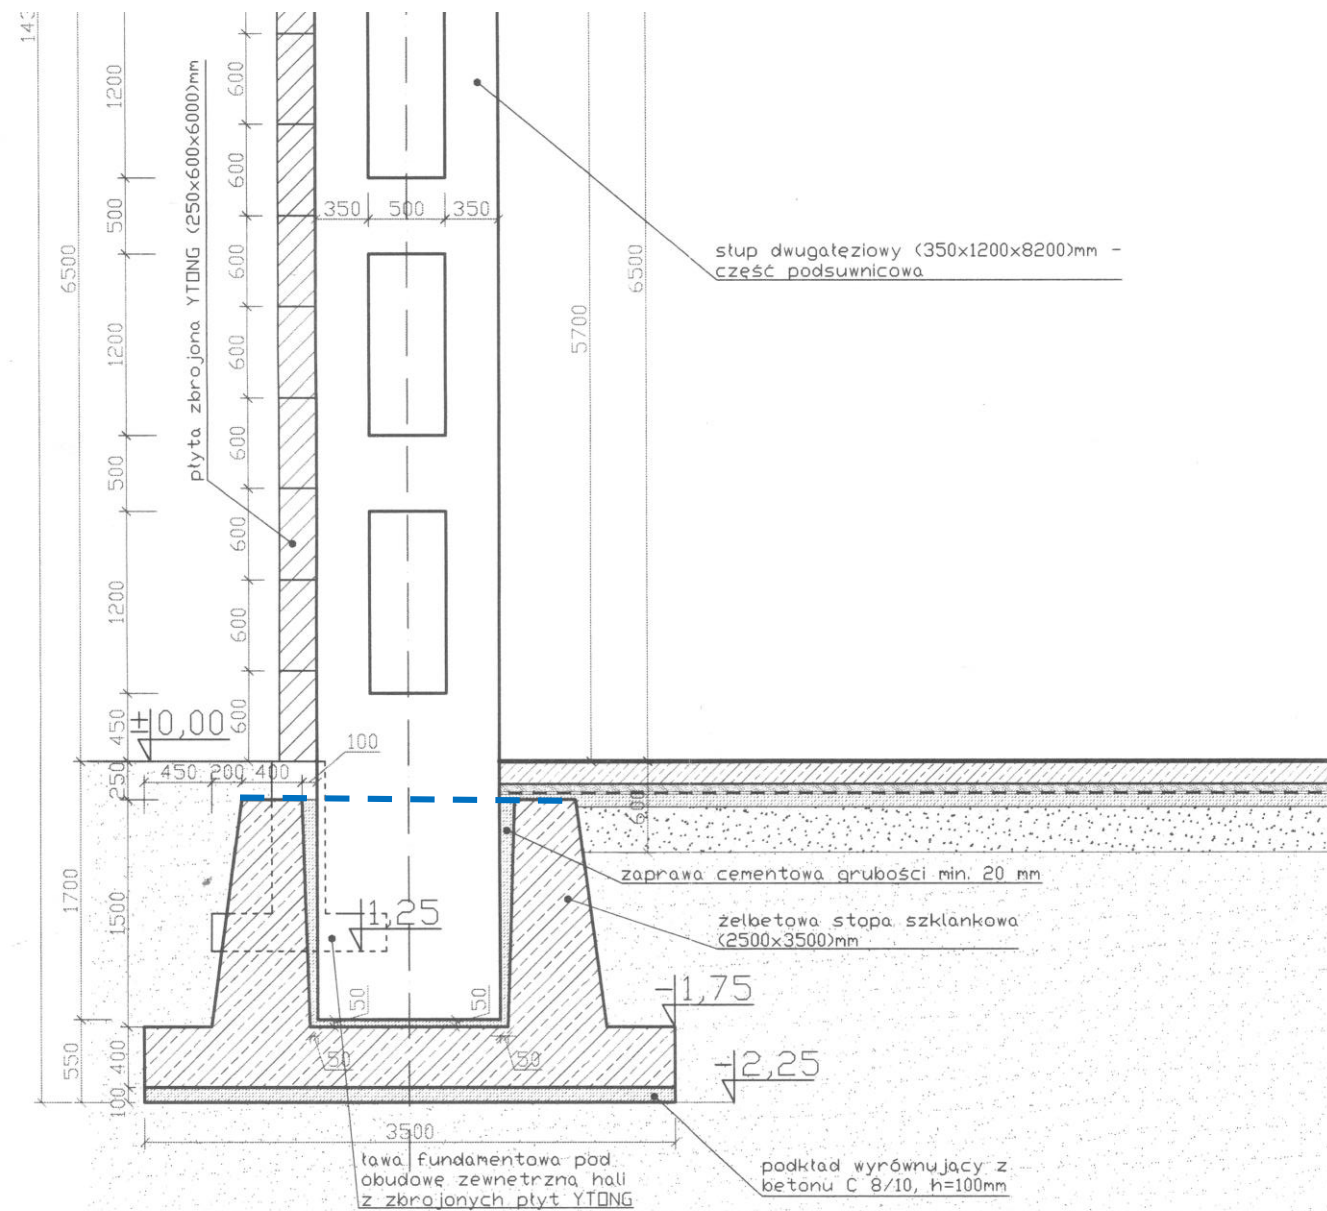 143
1200
500
1200
500
1200
450
250
1500
400
100
6500
1700
550
płyta zbrojona YTONG (250x600x6000)mm
600
600
600
600
600
600
600
600
350 500 350
słup dwugałęziowy (350x1200x8200)mm -
część podsuwnicowa
5700
6500
600
±0,00
100
450 200 400
zaprawa cementowa grubości min. 20 mm
-1,25
żelbetowa stopa szklankowa
(2500x3500)mm
-1,75
50
50
50
50
-2,25
3500
ława fundamentowa pod
obudowę zewnętrzną hali
z zbrojonych płyt YTONG
podkład wyrównujący z
betonu C 8/10, h=100mm